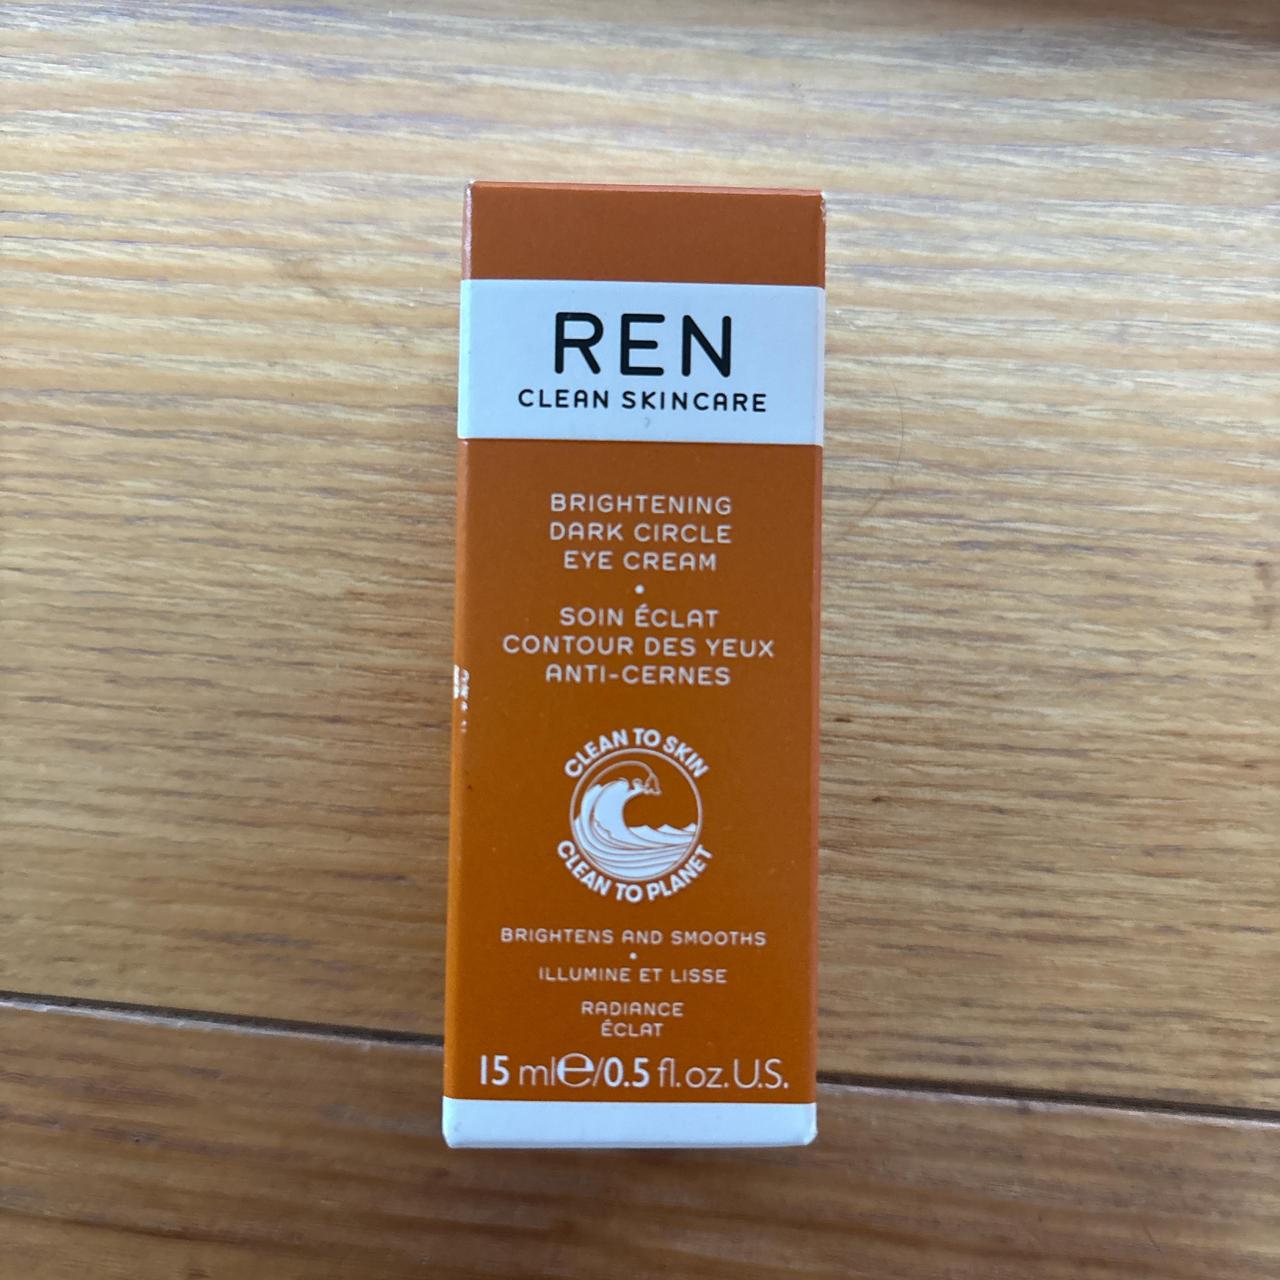 REN
CLEAN SKINCARE
BRIGHTENING
DARK CIRCLE
EYE CREAM
•
SOIN ÉCLAT
CONTOUR DES YEUX
ANTI-CERNES
CLEAN TO SKIN
CLEAN TO PLANET
BRIGHTENS AND SMOOTHS
•
ILLUMINE ET LISSE
RADIANCE
ÉCLAT
15 ml℮/0.5 fl.oz.U.S.